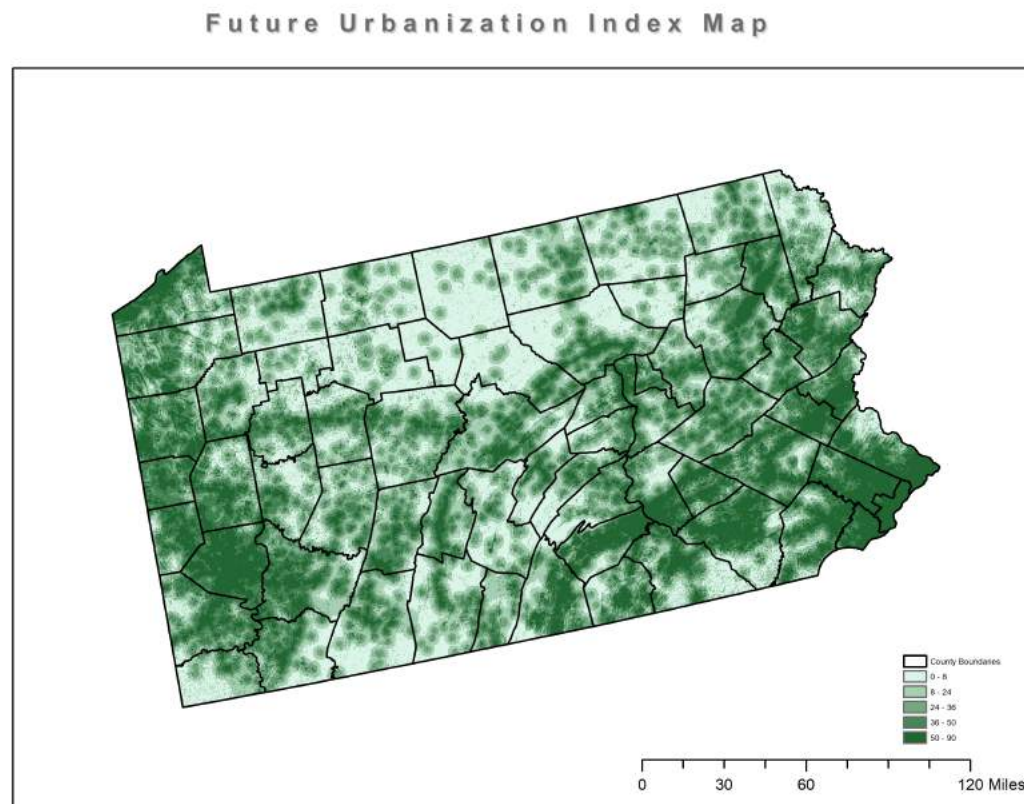 Future Urbanization Index Map
County Boundaries
0 - 8
8 - 24
24 - 36
36 - 50
50 - 90
0 30 60 120 Miles